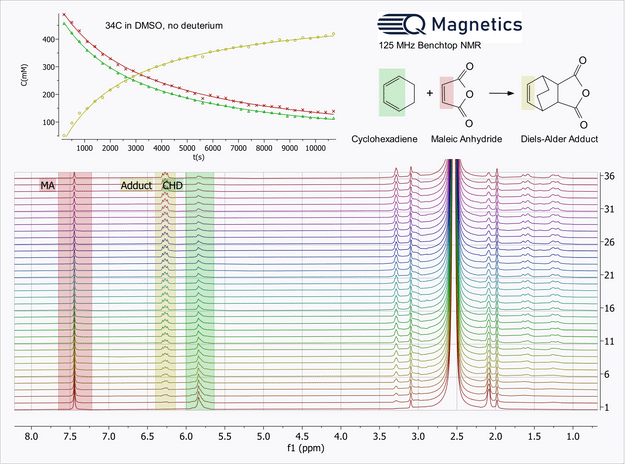 34C in DMSO, no deuterium
C(mM)
400
300
200
100
1000 2000 3000 4000 5000 6000 7000 8000 9000 10000
t(s)
Q Magnetics
125 MHz Benchtop NMR
+
O
O
O
O
O
O
Cyclohexadiene Maleic Anhydride Diels-Alder Adduct
MA Adduct CHD
36
31
26
21
16
11
6
1
8.0 7.5 7.0 6.5 6.0 5.5 5.0 4.5 4.0 3.5 3.0 2.5 2.0 1.5 1.0
f1 (ppm)